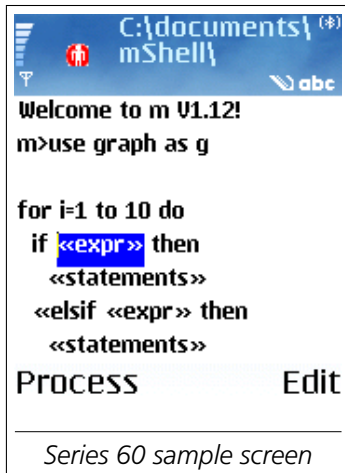 C:\documents\
mShell\
abc
Welcome to m V1.12!
m>use graph as g
for i=1 to 10 do
if «expr» then
«statements»
«elsif «expr» then
«statements»
Process Edit
Series 60 sample screen